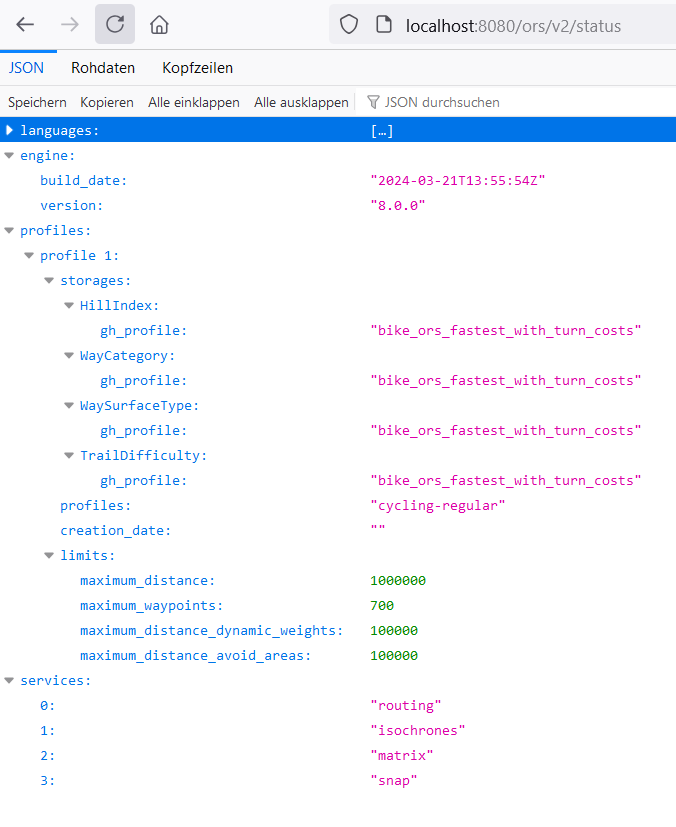 localhost:8080/ors/v2/status
JSON Rohdaten Kopfzeilen
Speichern Kopieren Alle einklappen Alle ausklappen JSON durchsuchen
languages: […]
engine:
build_date: "2024-03-21T13:55:54Z"
version: "8.0.0"
profiles:
profile 1:
storages:
HillIndex:
gh_profile: "bike_ors_fastest_with_turn_costs"
WayCategory:
gh_profile: "bike_ors_fastest_with_turn_costs"
WaySurfaceType:
gh_profile: "bike_ors_fastest_with_turn_costs"
TrailDifficulty:
gh_profile: "bike_ors_fastest_with_turn_costs"
profiles: "cycling-regular"
creation_date: ""
limits:
maximum_distance: 1000000
maximum_waypoints: 700
maximum_distance_dynamic_weights: 100000
maximum_distance_avoid_areas: 100000
services:
0: "routing"
1: "isochrones"
2: "matrix"
3: "snap"